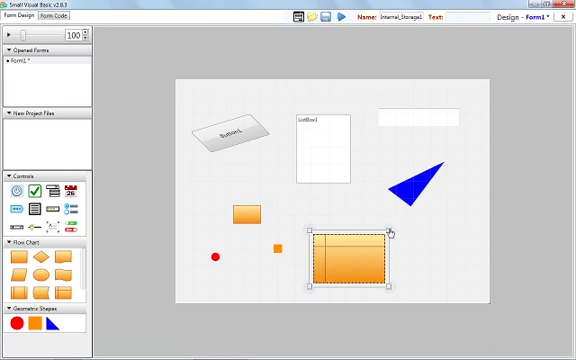 Small Visual Basic v2.8.3
Form Design
Form Code
Name:
Internal_Storage1
Text:
Design - Form1 *
100
Opened Forms
Form1 *
New Project Files
Controls
26
Flow Chart
Geometric Shapes
Button1
ListBox1